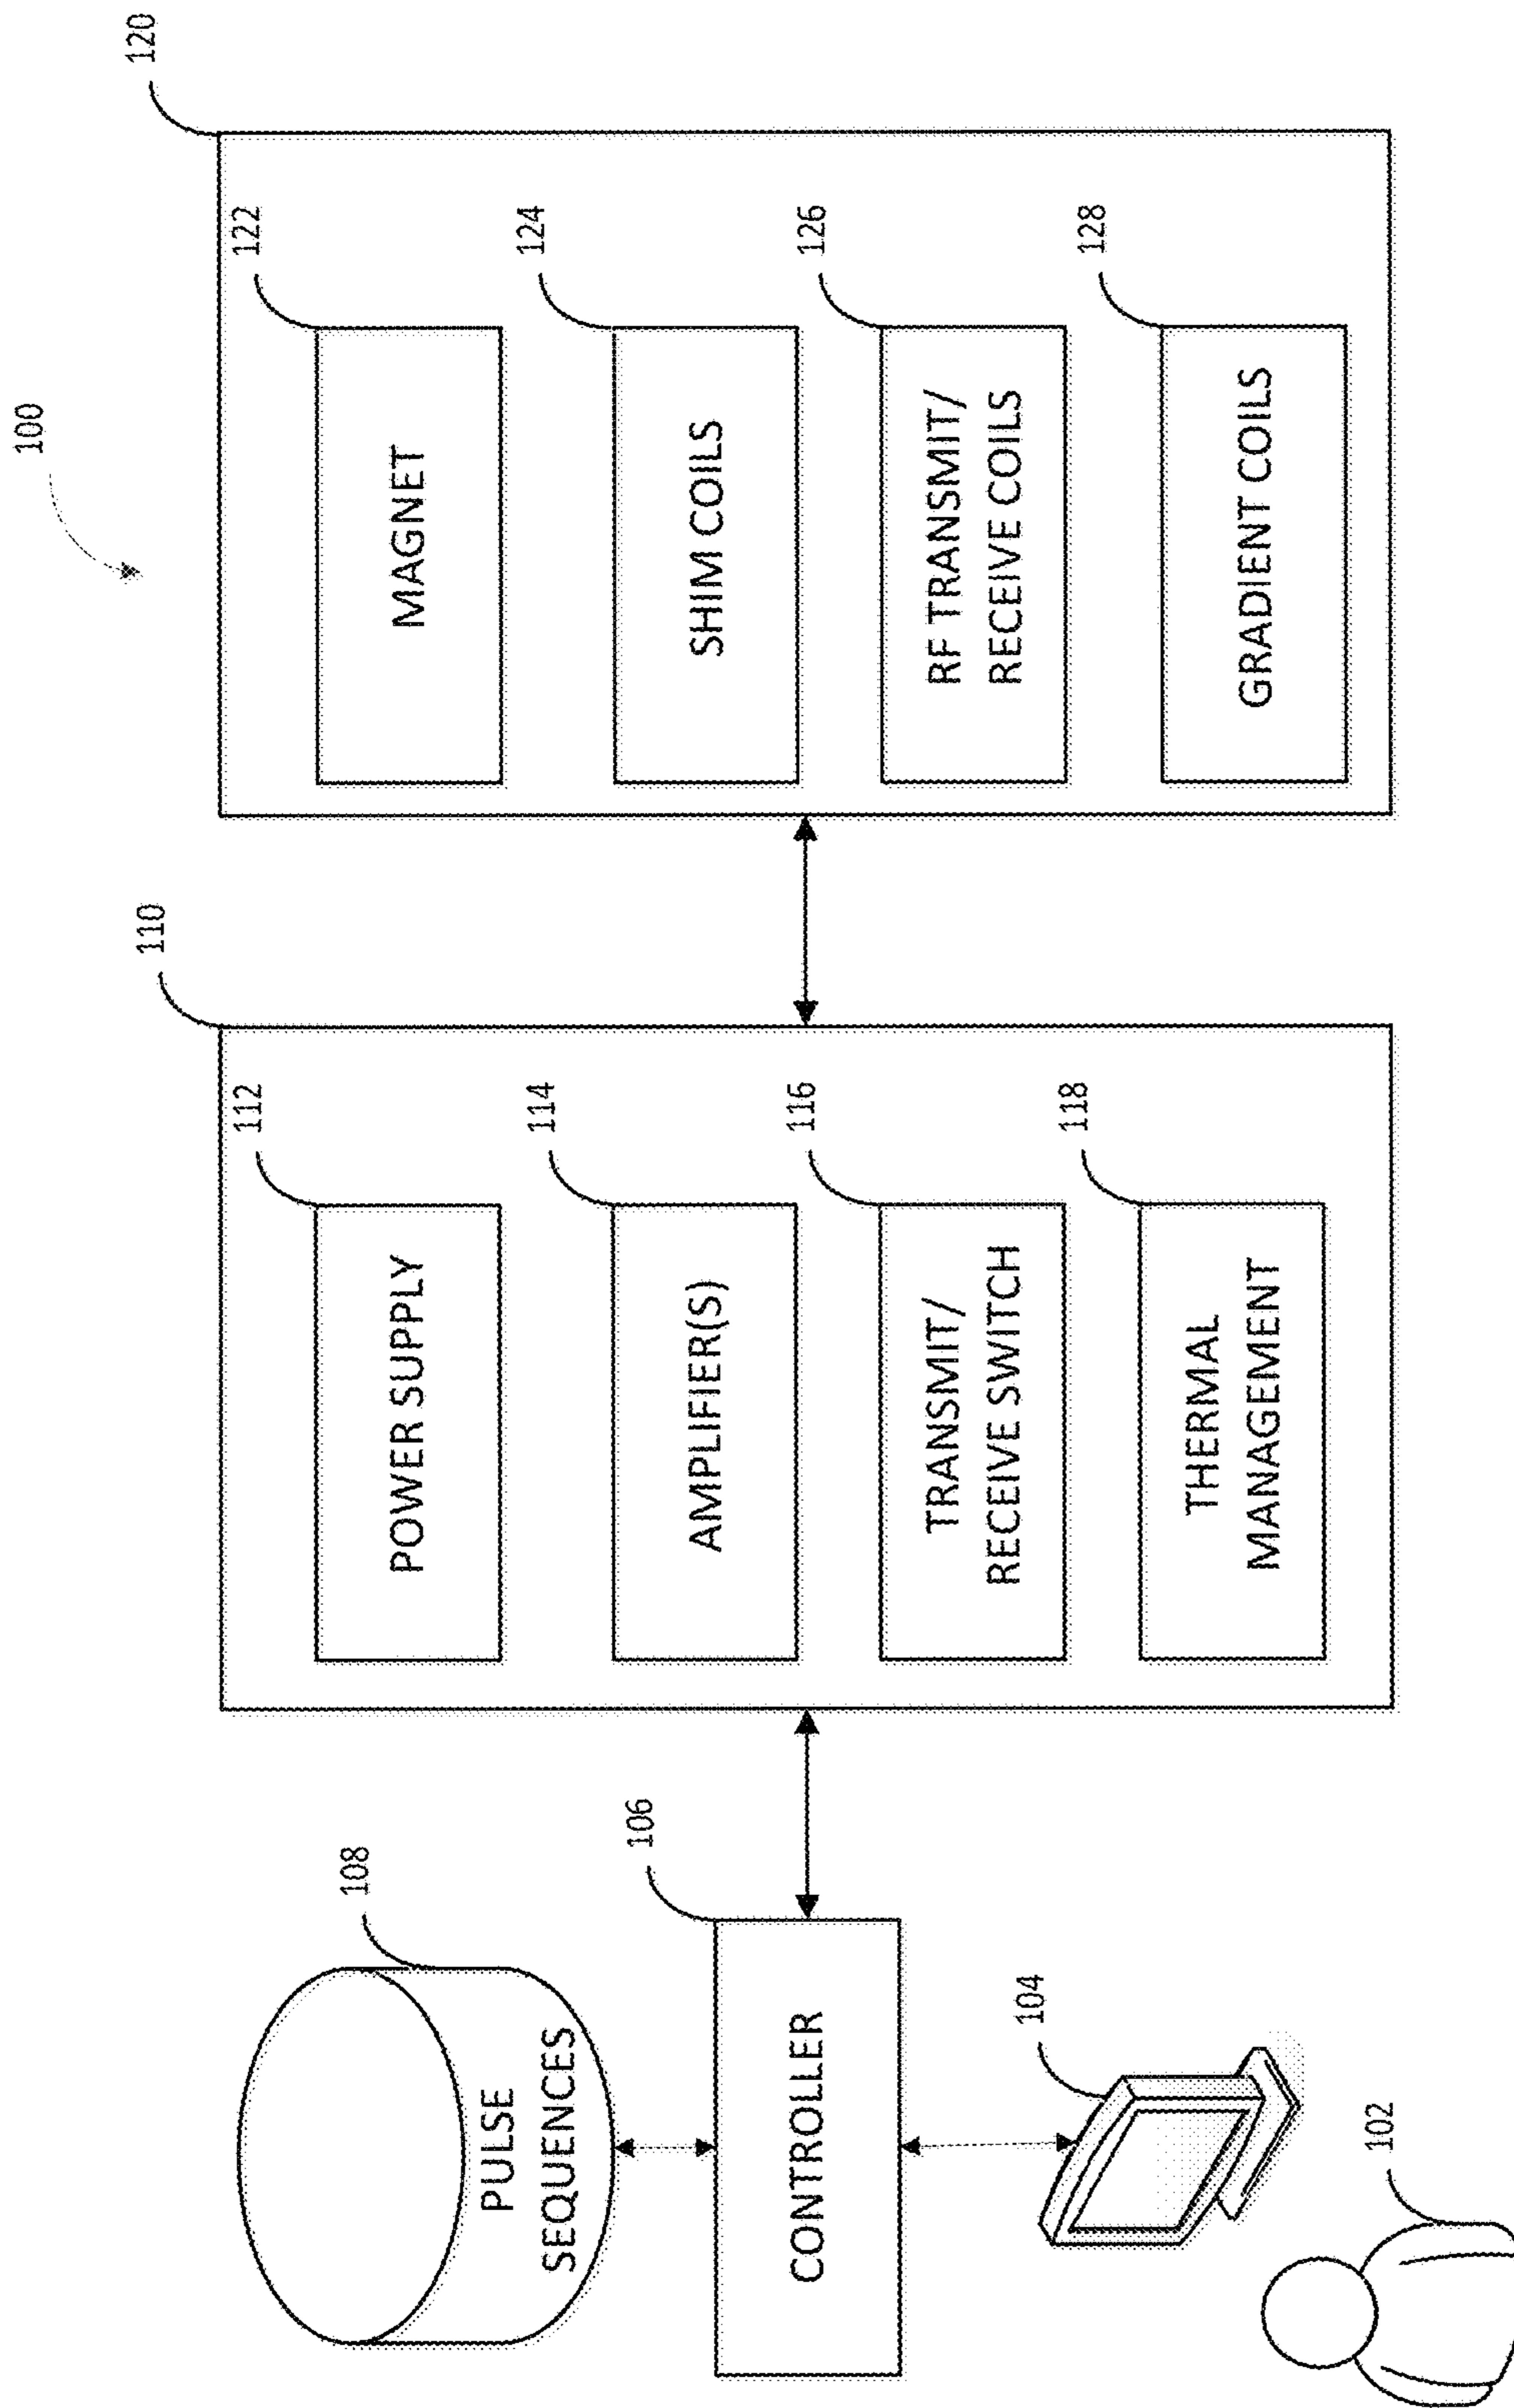 100
108
PULSE
SEQUENCES
106
CONTROLLER
104
102
110
112
POWER SUPPLY
114
AMPLIFIER(S)
116
TRANSMIT/
RECEIVE SWITCH
118
THERMAL
MANAGEMENT
120
122
MAGNET
124
SHIM COILS
126
RF TRANSMIT/
RECEIVE COILS
128
GRADIENT COILS